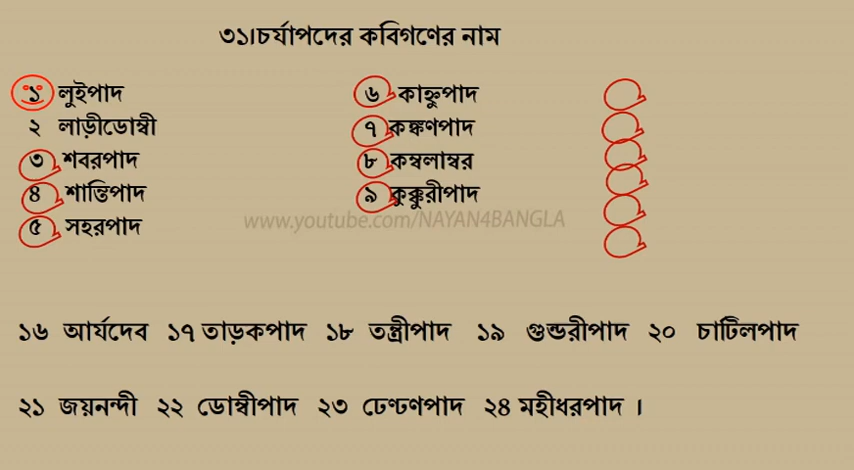 ৩১।চর্যাপদের কবিগণের নাম
১ লুইপাদ ৬ কাহ্নুপাদ
২ লাড়ীডোম্বী ৭ কঙ্কণপাদ
৩ শবরপাদ ৮ কম্বলাম্বর
৪ শান্তিপাদ ৯ কুক্কুরীপাদ
৫ সহরপাদ
www.youtube.com/NAYAN4BANGLA
১৬ আর্যদেব ১৭ তাড়কপাদ ১৮ তন্ত্রীপাদ ১৯ গুন্ডরীপাদ ২০ চাটিলপাদ
২১ জয়নন্দী ২২ ডোম্বীপাদ ২৩ ঢেণ্ঢণপাদ ২৪ মহীধরপাদ ।